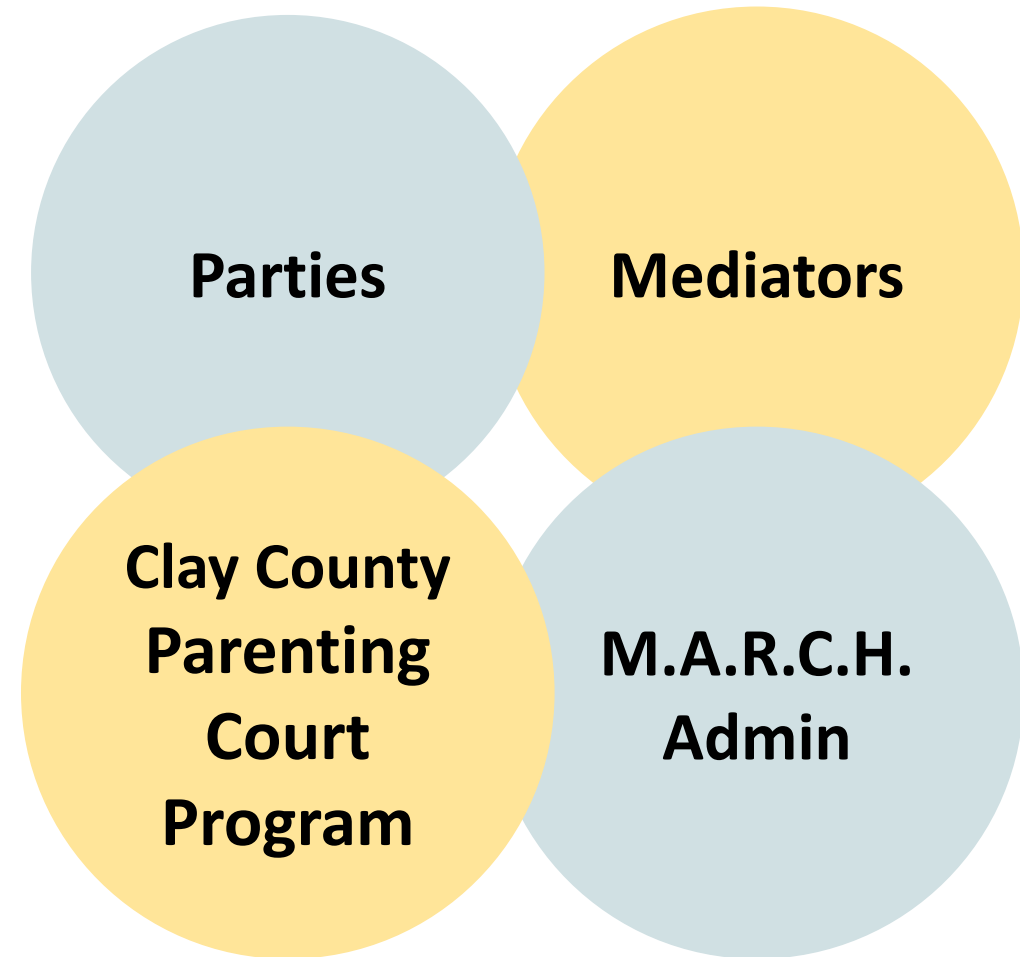 Parties
Mediators
Clay County
Parenting
Court
Program
M.A.R.C.H.
Admin